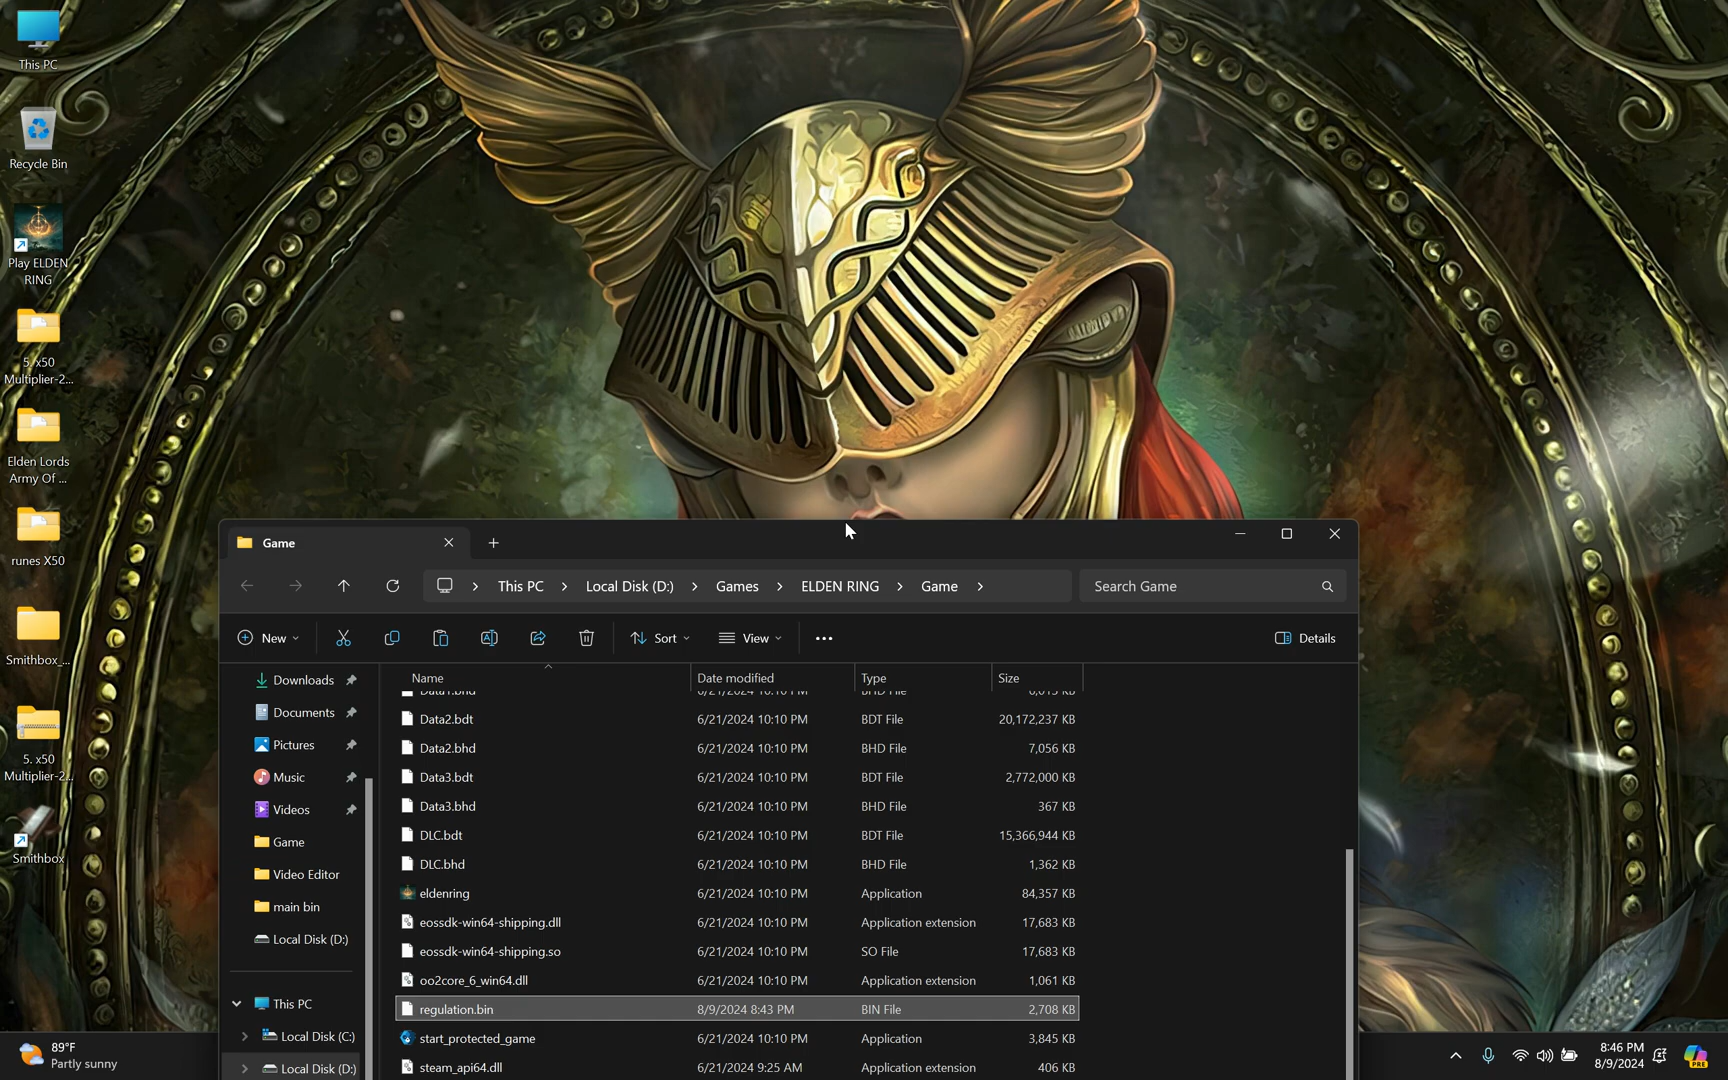 This PC
Recycle Bin
Play ELDEN
RING
5. x50
Multiplier-2...
Elden Lords
Army Of ...
runes X50
Smithbox_...
5. x50
Multiplier-2...
Smithbox
Game
This PC
Local Disk (D:)
Games
ELDEN RING
Game
Search Game
New
Sort
View
Details
Downloads
Documents
Pictures
Music
Videos
Game
Video Editor
main bin
Local Disk (D:)
This PC
Local Disk (C:)
Local Disk (D:)
Name Date modified Type Size
Data1.bhd 6/21/2024 10:10 PM BHD File 6,615 KB
Data2.bdt 6/21/2024 10:10 PM BDT File 20,172,237 KB
Data2.bhd 6/21/2024 10:10 PM BHD File 7,056 KB
Data3.bdt 6/21/2024 10:10 PM BDT File 2,772,000 KB
Data3.bhd 6/21/2024 10:10 PM BHD File 367 KB
DLC.bdt 6/21/2024 10:10 PM BDT File 15,366,944 KB
DLC.bhd 6/21/2024 10:10 PM BHD File 1,362 KB
eldenring 6/21/2024 10:10 PM Application 84,357 KB
eossdk-win64-shipping.dll 6/21/2024 10:10 PM Application extension 17,683 KB
eossdk-win64-shipping.so 6/21/2024 10:10 PM SO File 17,683 KB
oo2core_6_win64.dll 6/21/2024 10:10 PM Application extension 1,061 KB
regulation.bin 8/9/2024 8:43 PM BIN File 2,708 KB
start_protected_game 6/21/2024 10:10 PM Application 3,845 KB
steam_api64.dll 6/21/2024 9:25 AM Application extension 406 KB
89°F
Partly sunny
8:46 PM
8/9/2024
PRE